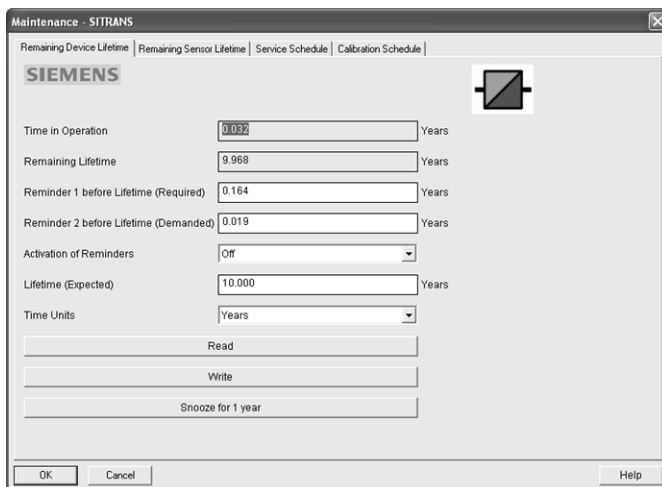 Maintenance - SITRANS
Remaining Device Lifetime Remaining Sensor Lifetime Service Schedule Calibration Schedule
SIEMENS
Time in Operation 0.032 Years
Remaining Lifetime 9.968 Years
Reminder 1 before Lifetime (Required) 0.164 Years
Reminder 2 before Lifetime (Demanded) 0.019 Years
Activation of Reminders Off
Lifetime (Expected) 10.000 Years
Time Units Years
Read
Write
Snooze for 1 year
OK Cancel Help